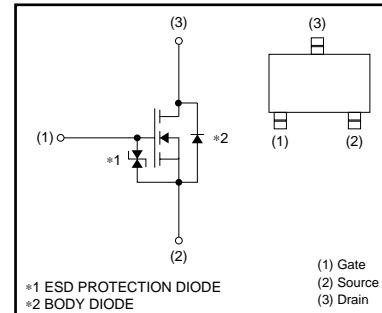 (3)
(3)
(1)
∗1
∗2
(1)
(2)
(2)
∗1 ESD PROTECTION DIODE
∗2 BODY DIODE
(1) Gate
(2) Source
(3) Drain